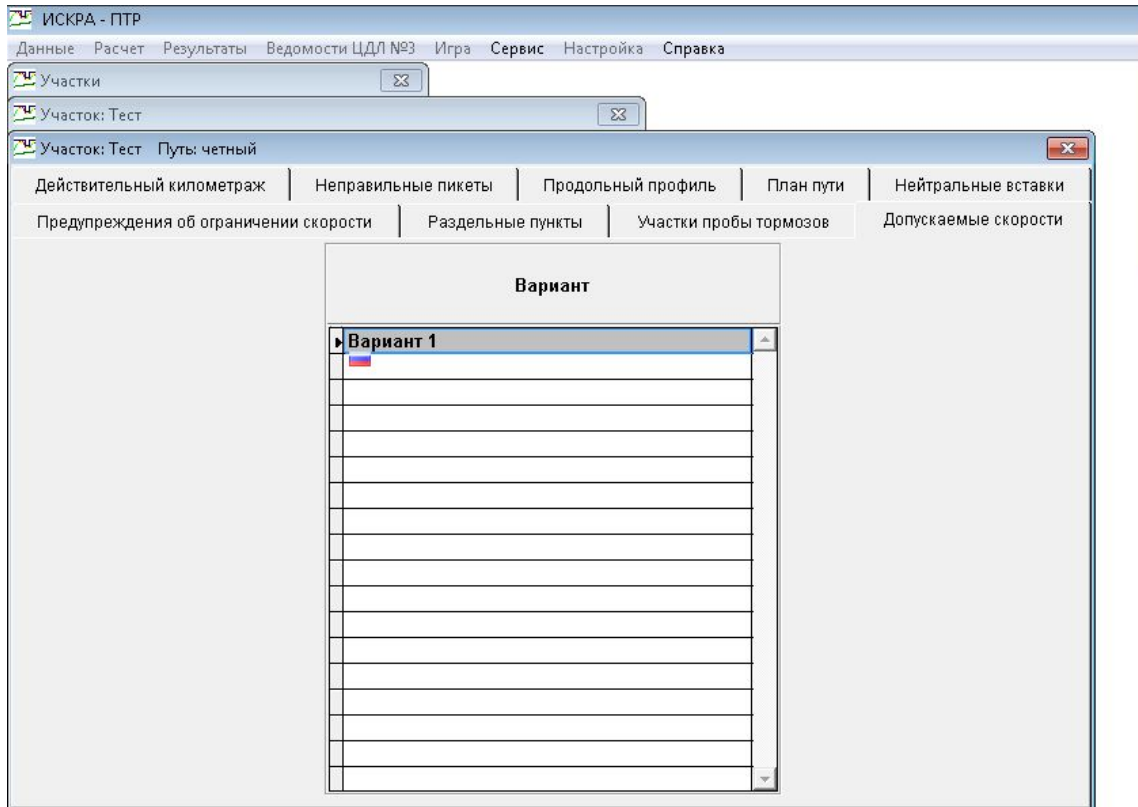 ИСКРА - ПТР
Данные Расчет Результаты Ведомости ЦДЛ №3 Игра Сервис Настройка Справка
Участки
Участок: Тест
Участок: Тест Путь: четный
Действительный километраж Неправильные пикеты Продольный профиль План пути Нейтральные вставки
Предупреждения об ограничении скорости Раздельные пункты Участки пробы тормозов Допускаемые скорости
Вариант
Вариант 1